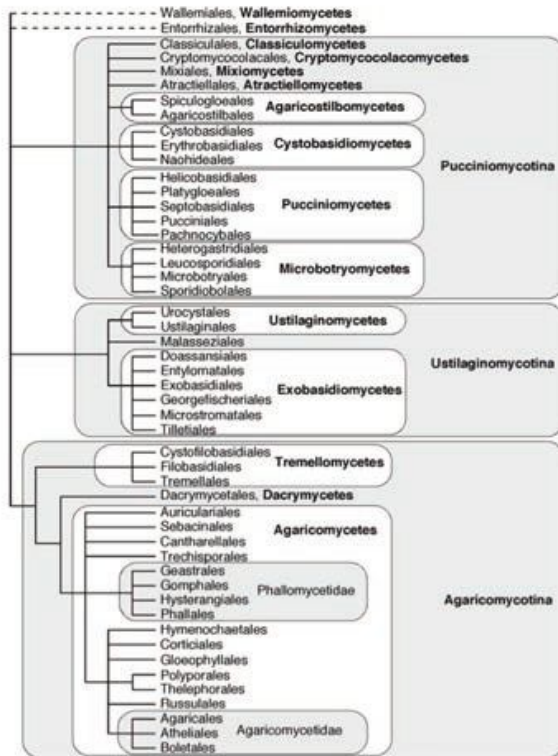 Wallemiales, Wallemiomycetes
Entorrhizales, Entorrhizomycetes
Classiculales, Classiculomycetes
Cryptomycocolacales, Cryptomycocolacomycetes
Mixiales, Mixiomycetes
Atractiellales, Atractiellomycetes
Spiculogloeales
Agaricostilbales
Agaricostilbomycetes
Cystobasidiales
Erythrobasidiales
Naohideales
Cystobasidiomycetes
Pucciniomycotina
Helicobasidiales
Platygloeales
Septobasidiales
Pucciniales
Pachnocybales
Pucciniomycetes
Heterogastridiales
Leucosporidiales
Microbotryales
Sporidiobolales
Microbotryomycetes
Urocystales
Ustilaginales
Ustilaginomycetes
Malasseziales
Ustilaginomycotina
Doassansiales
Entylomatales
Exobasidiales
Georgefischeriales
Microstromatales
Tilletiales
Exobasidiomycetes
Cystofilobasidiales
Filobasidiales
Tremellales
Tremellomycetes
Dacrymycetales, Dacrymycetes
Auriculariales
Sebacinales
Cantharellales
Trechisporales
Agaricomycetes
Geastrales
Gomphales
Hysterangiales
Phallales
Phallomycetidae
Agaricomycotina
Hymenochaetales
Corticiales
Gloeophyllales
Polyporales
Thelephorales
Russulales
Agaricales
Atheliales
Boletales
Agaricomycetidae